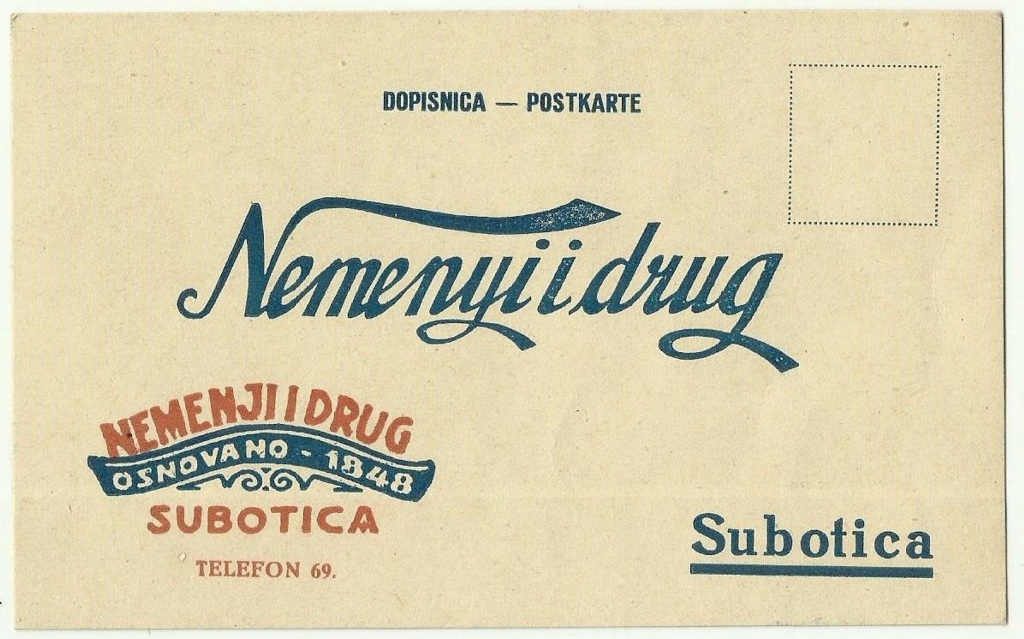 DOPISNICA — POSTKARTE
Nemenyi i drug
NEMENJI I DRUG
OSNOVANO - 1848
SUBOTICA
TELEFON 69.
Subotica